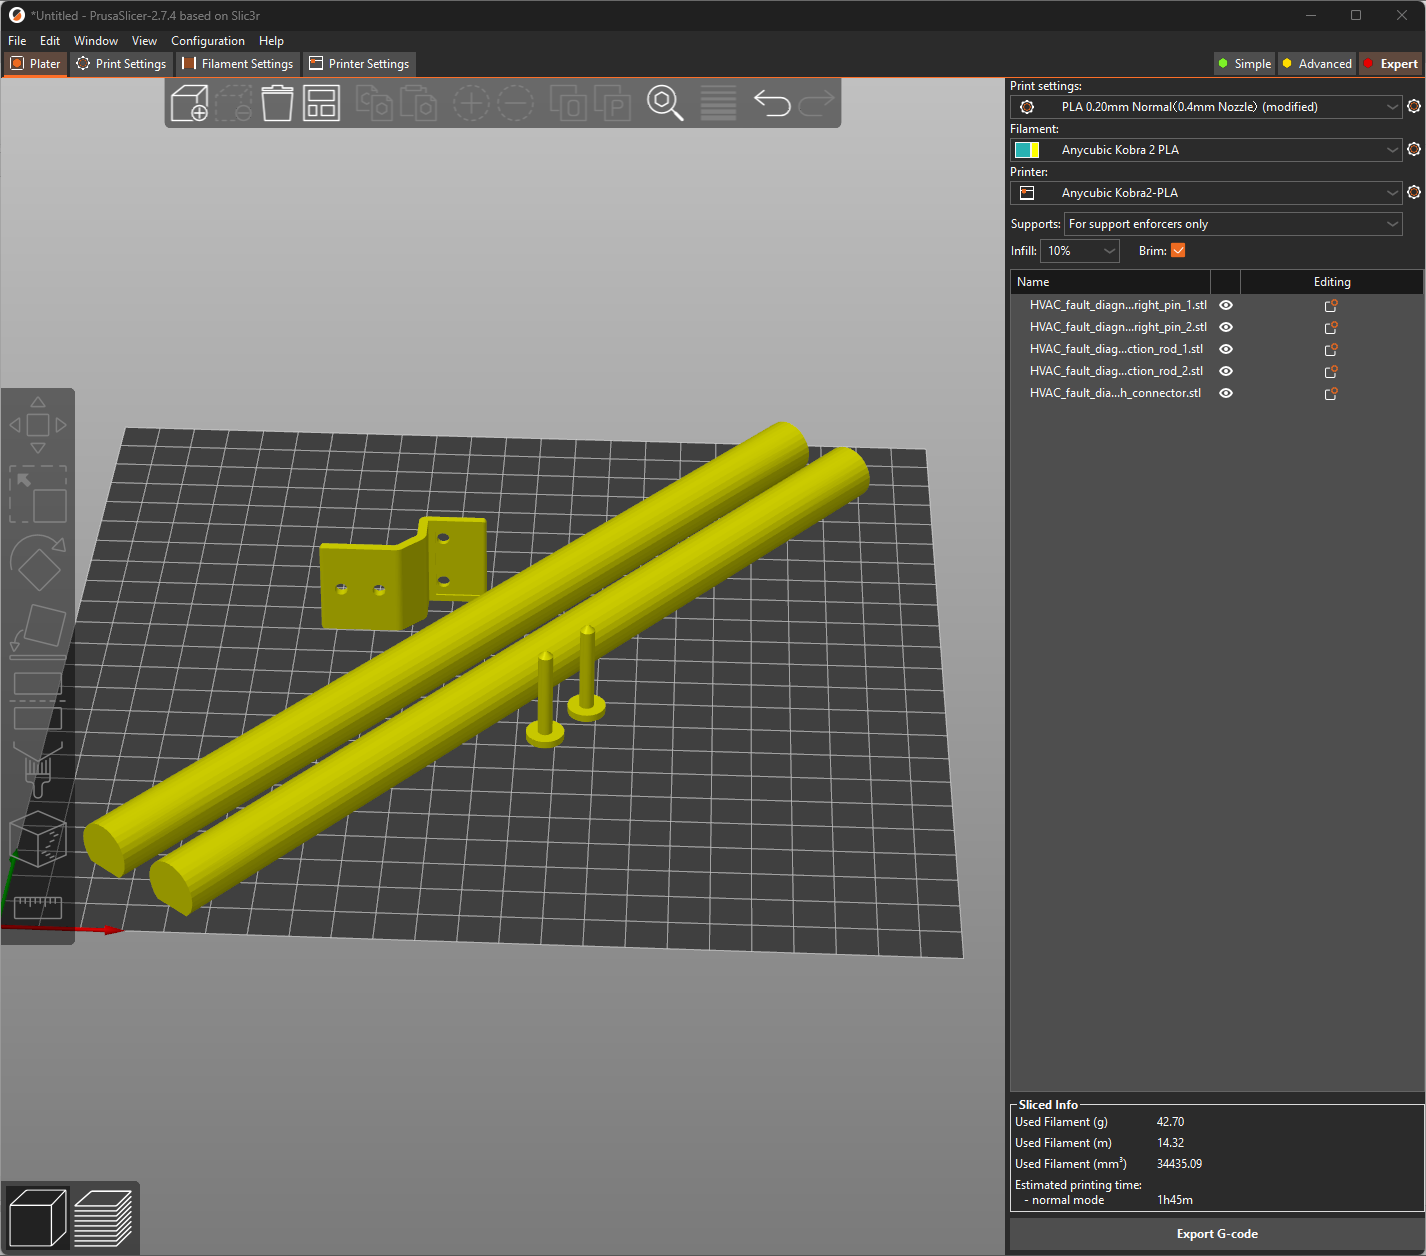 *Untitled - PrusaSlicer-2.7.4 based on Slic3r
File Edit Window View Configuration Help
Plater Print Settings Filament Settings Printer Settings Simple Advanced Expert
Print settings:
PLA 0.20mm Normal(0.4mm Nozzle) (modified)
Filament:
Anycubic Kobra 2 PLA
Printer:
Anycubic Kobra2-PLA
Supports: For support enforcers only
Infill: 10% Brim:
Name Editing
HVAC_fault_diagn...right_pin_1.stl
HVAC_fault_diagn...right_pin_2.stl
HVAC_fault_diag...ction_rod_1.stl
HVAC_fault_diag...ction_rod_2.stl
HVAC_fault_dia...h_connector.stl
Sliced Info
Used Filament (g) 42.70
Used Filament (m) 14.32
Used Filament (mm³) 34435.09
Estimated printing time:
- normal mode 1h45m
Export G-code